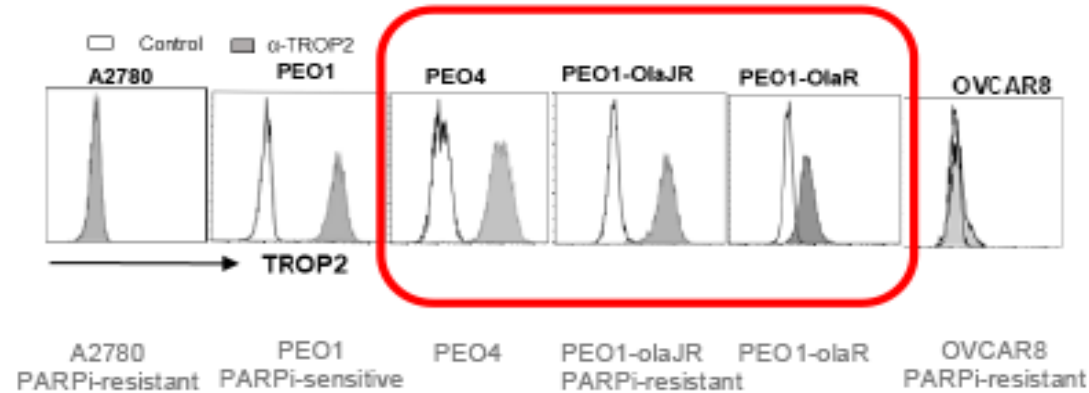 Control α-TROP2
A2780 PEO1 PEO4 PEO1-OlaJR PEO1-OlaR OVCAR8
TROP2
A2780 PEO1 PEO4 PEO1-olaJR PEO1-olaR OVCAR8
PARPi-resistant PARPi-sensitive PARPi-resistant PARPi-resistant